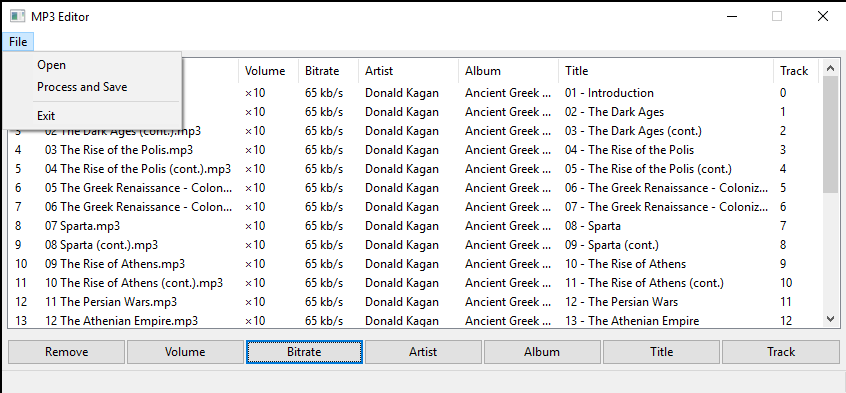 MP3 Editor
File
Open
Process and Save
Exit
Volume Bitrate Artist Album Title Track
×10 65 kb/s Donald Kagan Ancient Greek ... 01 - Introduction 0
×10 65 kb/s Donald Kagan Ancient Greek ... 02 - The Dark Ages 1
3 02 The Dark Ages (cont.).mp3 ×10 65 kb/s Donald Kagan Ancient Greek ... 03 - The Dark Ages (cont.) 2
4 03 The Rise of the Polis.mp3 ×10 65 kb/s Donald Kagan Ancient Greek ... 04 - The Rise of the Polis 3
5 04 The Rise of the Polis (cont.).mp3 ×10 65 kb/s Donald Kagan Ancient Greek ... 05 - The Rise of the Polis (cont.) 4
6 05 The Greek Renaissance - Colon... ×10 65 kb/s Donald Kagan Ancient Greek ... 06 - The Greek Renaissance - Coloniz... 5
7 06 The Greek Renaissance - Colon... ×10 65 kb/s Donald Kagan Ancient Greek ... 07 - The Greek Renaissance - Coloniz... 6
8 07 Sparta.mp3 ×10 65 kb/s Donald Kagan Ancient Greek ... 08 - Sparta 7
9 08 Sparta (cont.).mp3 ×10 65 kb/s Donald Kagan Ancient Greek ... 09 - Sparta (cont.) 8
10 09 The Rise of Athens.mp3 ×10 65 kb/s Donald Kagan Ancient Greek ... 10 - The Rise of Athens 9
11 10 The Rise of Athens (cont.).mp3 ×10 65 kb/s Donald Kagan Ancient Greek ... 11 - The Rise of Athens (cont.) 10
12 11 The Persian Wars.mp3 ×10 65 kb/s Donald Kagan Ancient Greek ... 12 - The Persian Wars 11
13 12 The Athenian Empire.mp3 ×10 65 kb/s Donald Kagan Ancient Greek ... 13 - The Athenian Empire 12
Remove Volume Bitrate Artist Album Title Track